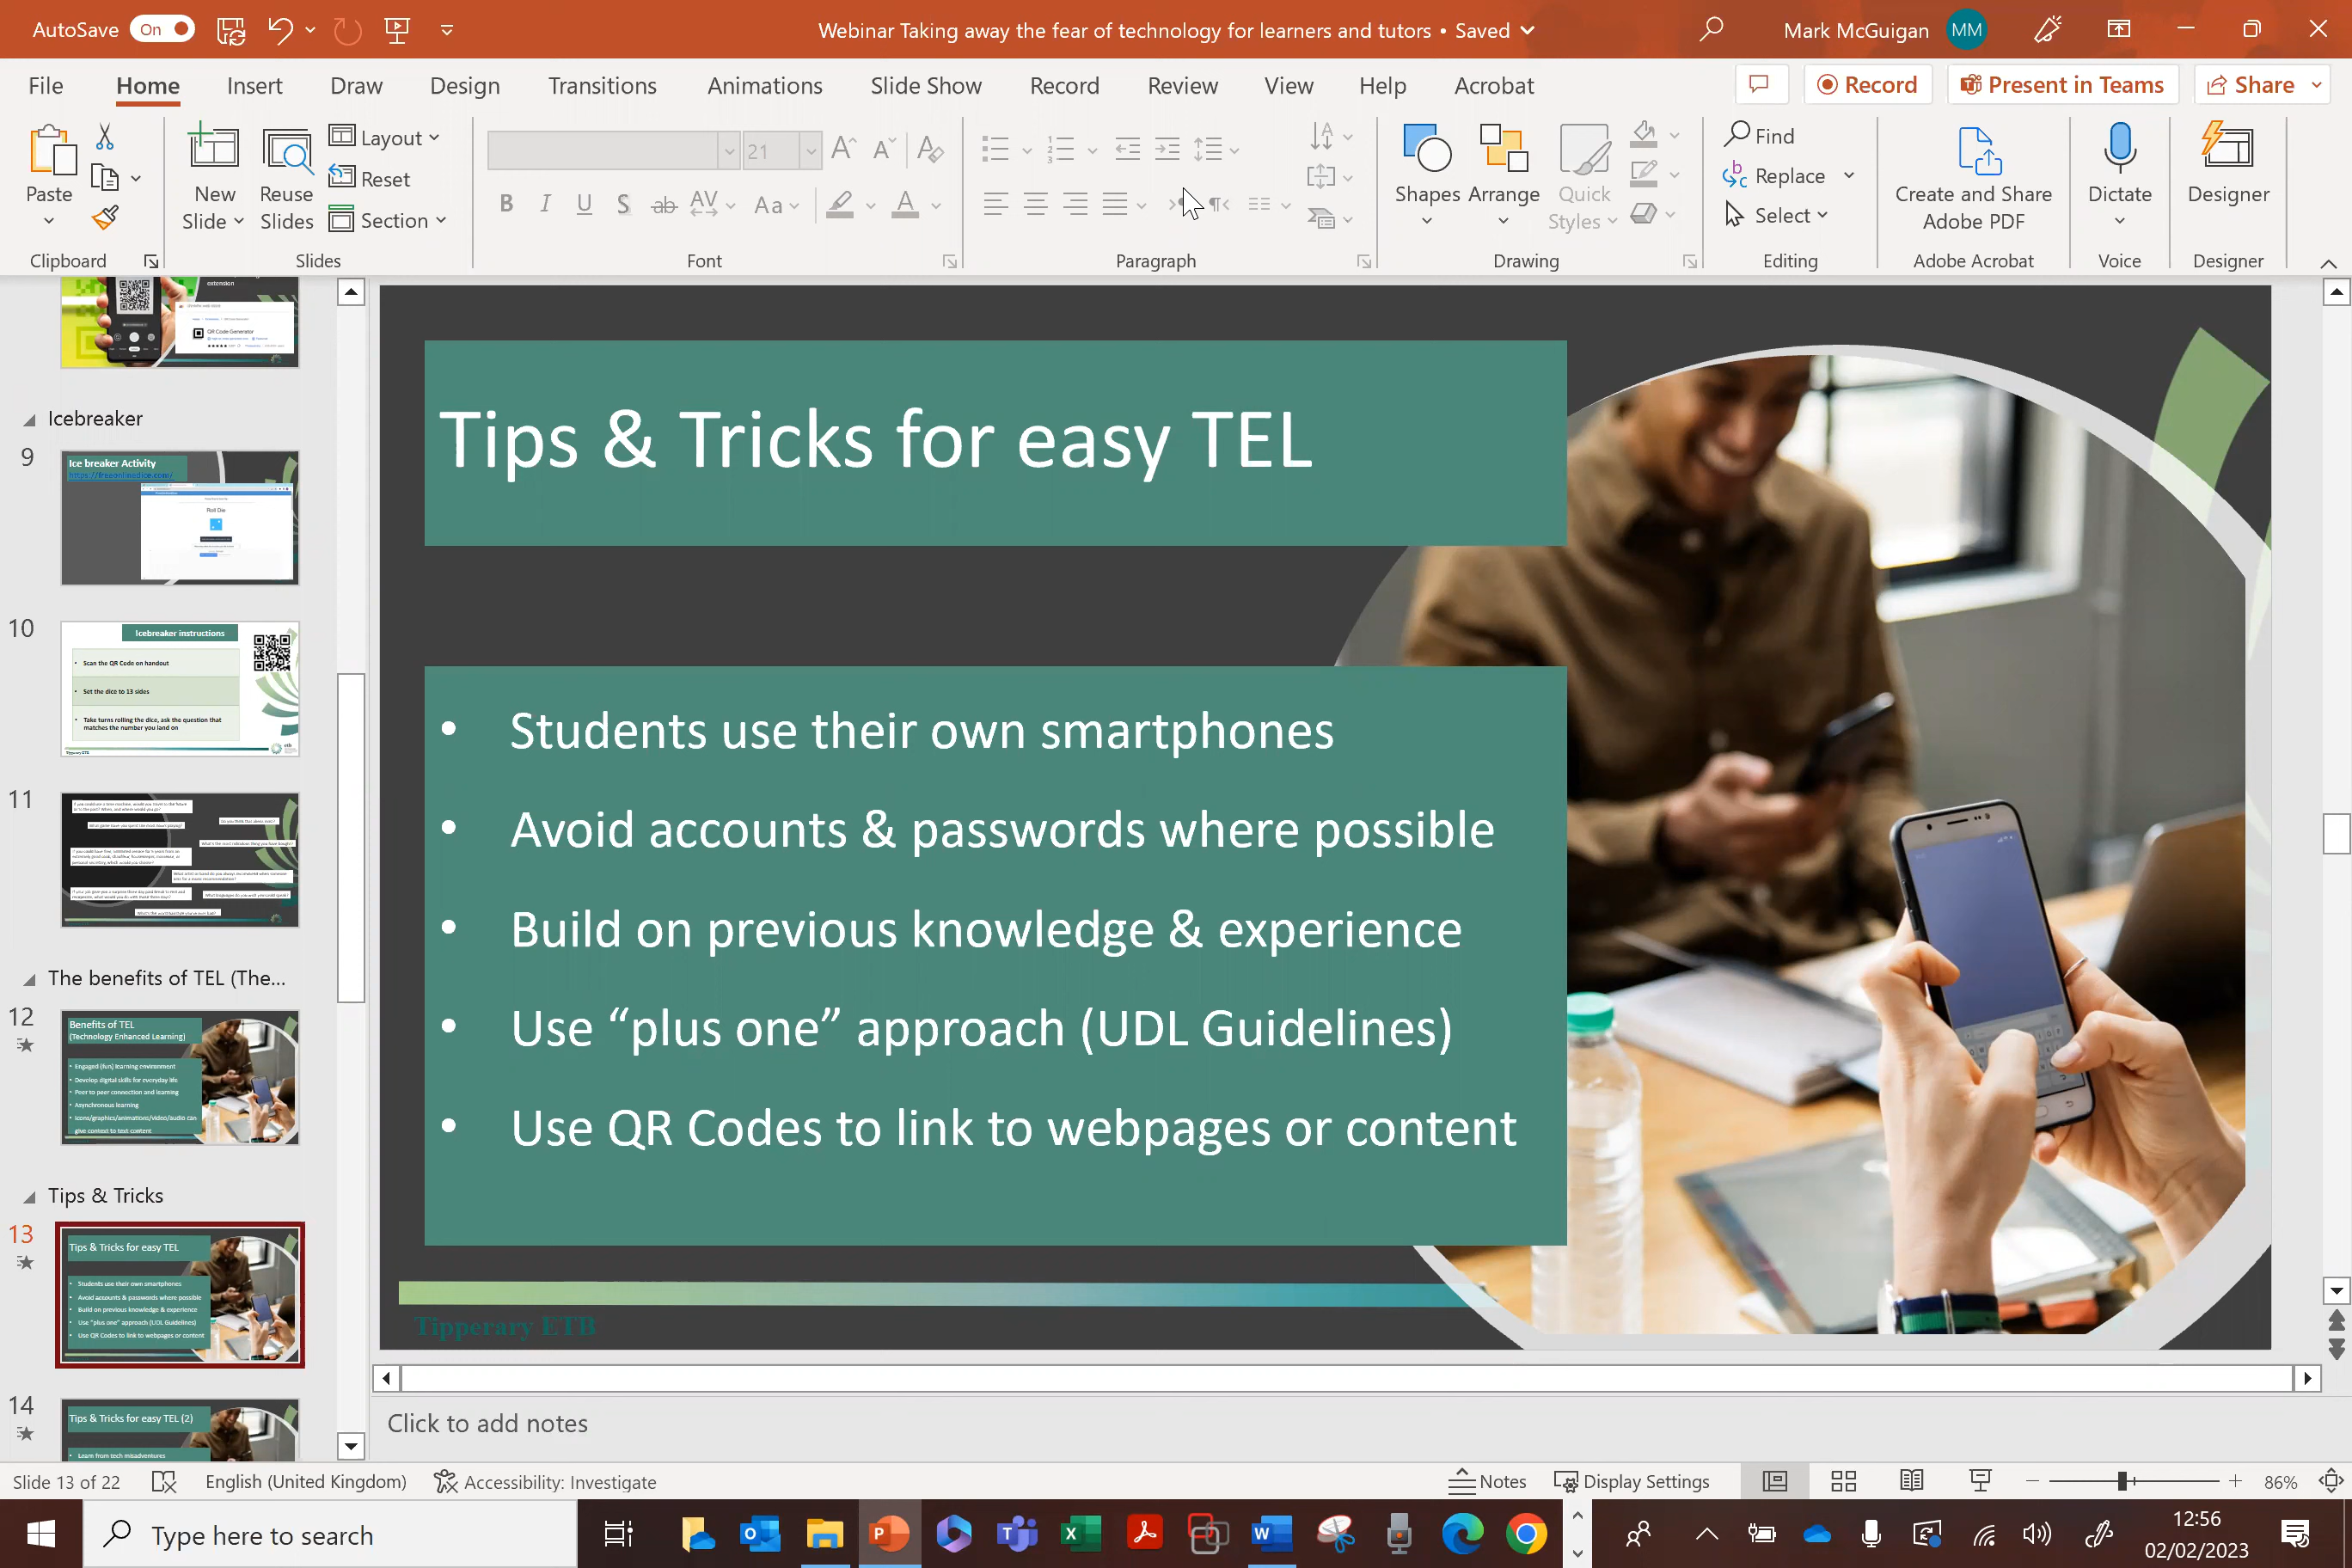 AutoSave On
Webinar Taking away the fear of technology for learners and tutors • Saved
Mark McGuigan MM
File Home Insert Draw Design Transitions Animations Slide Show Record Review View Help Acrobat
Record Present in Teams Share
Paste
New Slide
Reuse Slides
Layout
Reset
Section
21
B I U S ab AV Aa A
Shapes Arrange Quick Styles
Find
Replace
Select
Create and Share Adobe PDF
Dictate
Designer
Clipboard Slides Font Paragraph Drawing Editing Adobe Acrobat Voice Designer
extension
QR Code Generator
Icebreaker
9
Ice breaker Activity
Roll Die
10
Icebreaker instructions
• Scan the QR Code on handout
• Set the dice to 13 sides
• Take turns rolling the dice, ask the question that
matches the number you land on
Tipperary ETB
11
The benefits of TEL (The...
12
Benefits of TEL
(Technology Enhanced Learning)
• Engaged (fun) learning environment
• Develop digital skills for everyday life
• Peer to peer connection and learning
• Asynchronous learning
• Icons/graphics/animations/video/audio can
give context to text content
Tips & Tricks
13
Tips & Tricks for easy TEL
• Students use their own smartphones
• Avoid accounts & passwords where possible
• Build on previous knowledge & experience
• Use "plus one" approach (UDL Guidelines)
• Use QR Codes to link to webpages or content
14
Tips & Tricks for easy TEL (2)
• Learn from tech misadventures
Tips & Tricks for easy TEL
• Students use their own smartphones
• Avoid accounts & passwords where possible
• Build on previous knowledge & experience
• Use “plus one” approach (UDL Guidelines)
• Use QR Codes to link to webpages or content
Tipperary ETB
Click to add notes
Slide 13 of 22 English (United Kingdom) Accessibility: Investigate Notes Display Settings 86%
Type here to search
12:56
02/02/2023